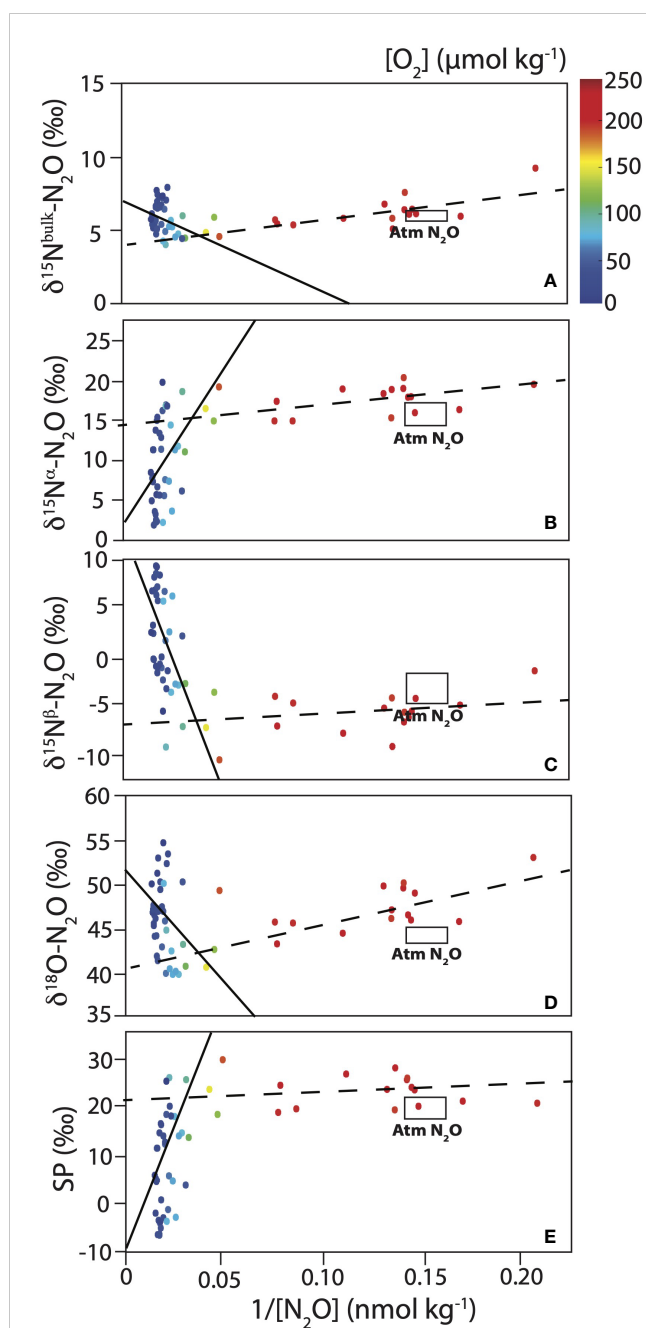 [O₂] (μmol kg⁻¹)
250
200
150
100
50
0
δ¹⁵Nᵇᵘˡᵏ-N₂O (‰)
15
10
5
0
Atm N₂O
A
δ¹⁵Nᵅ-N₂O (‰)
25
20
15
10
5
0
Atm N₂O
B
δ¹⁵Nᵝ-N₂O (‰)
10
5
0
-5
-10
Atm N₂O
C
δ¹⁸O-N₂O (‰)
60
55
50
45
40
35
Atm N₂O
D
SP (‰)
30
20
10
0
-10
Atm N₂O
E
0
0.05
0.10
0.15
0.20
1/[N₂O] (nmol kg⁻¹)